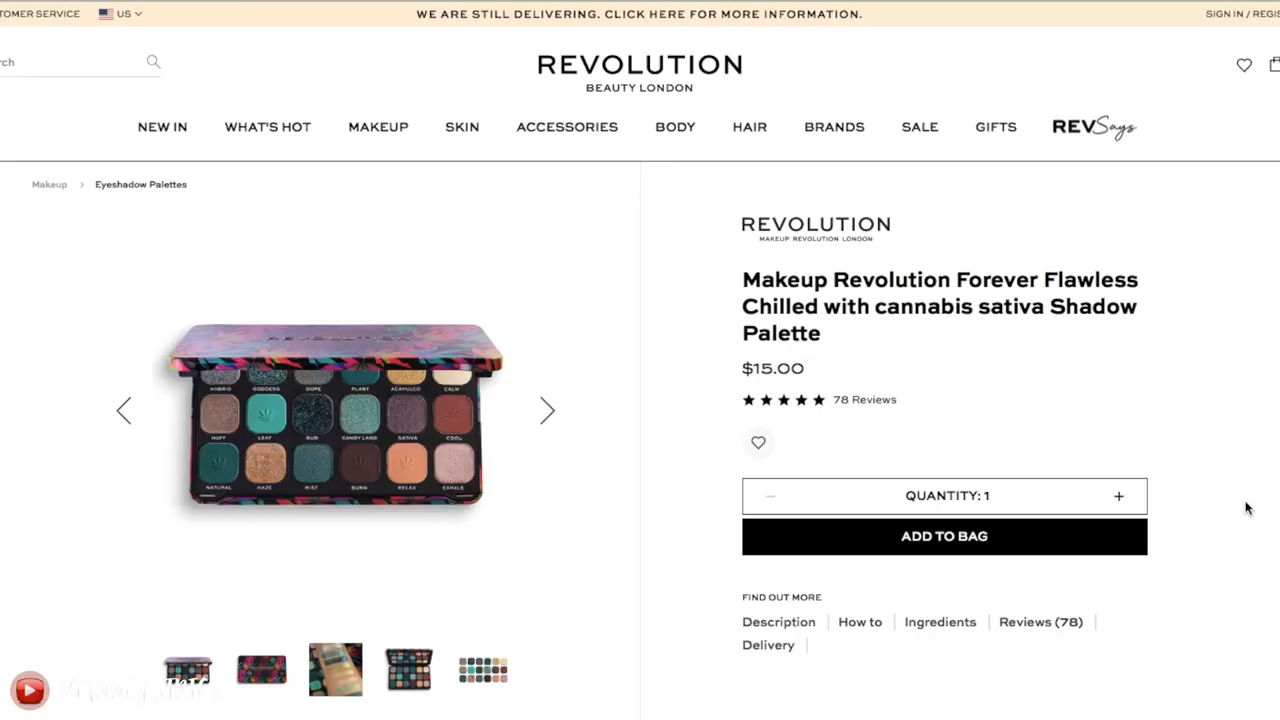 TOMER SERVICE US
WE ARE STILL DELIVERING. CLICK HERE FOR MORE INFORMATION.
SIGN IN / REGIS
rch
REVOLUTION
BEAUTY LONDON
NEW IN WHAT'S HOT MAKEUP SKIN ACCESSORIES BODY HAIR BRANDS SALE GIFTS REVSays
Makeup > Eyeshadow Palettes
REVOLUTION
MAKEUP REVOLUTION LONDON
Makeup Revolution Forever Flawless
Chilled with cannabis sativa Shadow
Palette
$15.00
78 Reviews
QUANTITY: 1
ADD TO BAG
FIND OUT MORE
Description How to Ingredients Reviews (78)
Delivery
REVOLUTION
HYBRID GODDESS DOPE PLANT ACAPULCO CALM
HUFF LEAF BUD CANDY LAND SATIVA COOL
NATURAL HAZE MIST BURN RELAX EXHALE